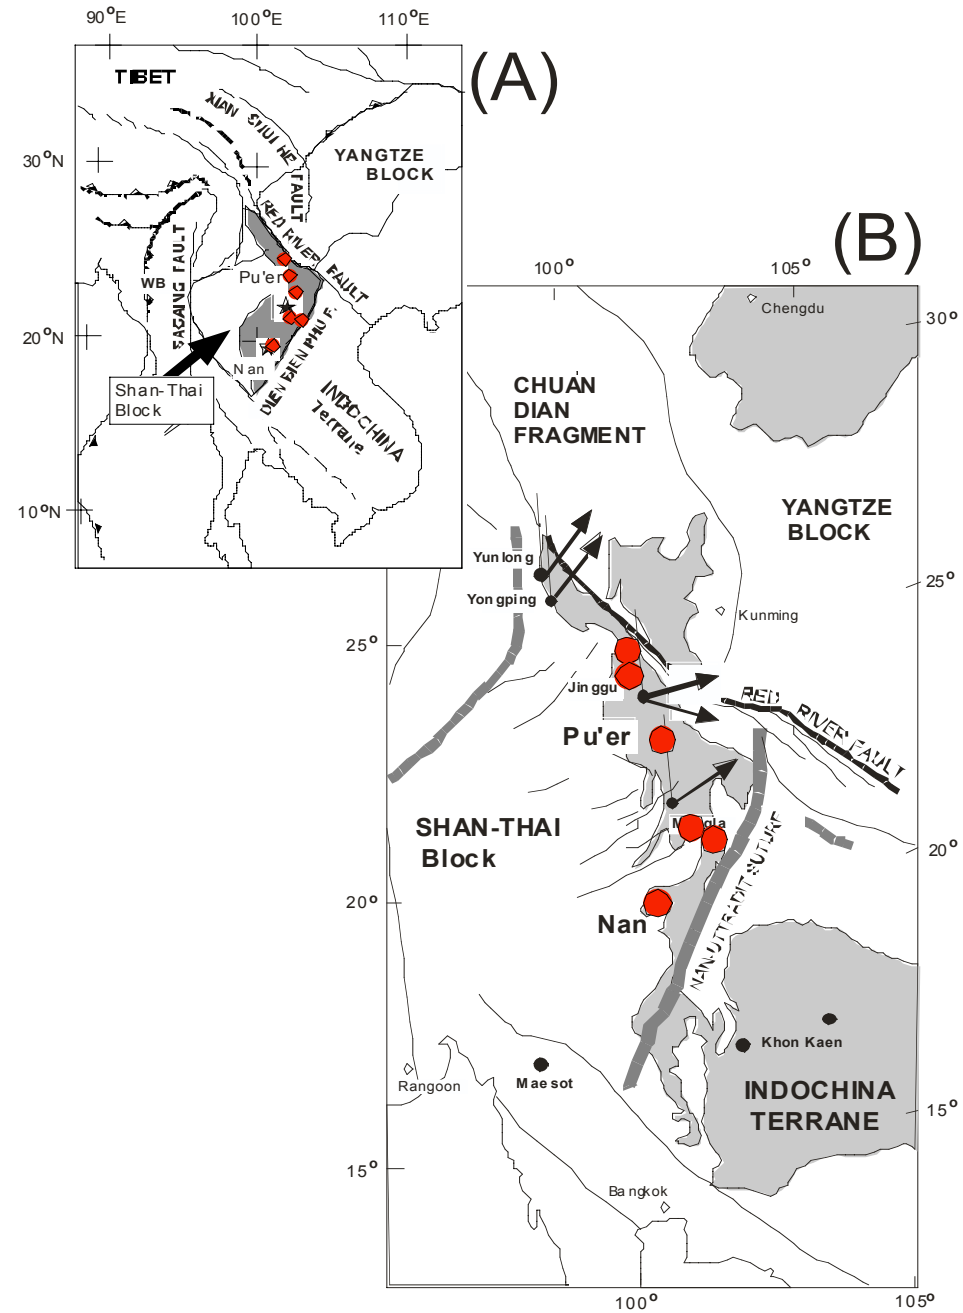 90°E
100°E
110°E
(A)
TIBET
XIAN SHUI HE FAULT
YANGTZE
BLOCK
30°N
RED RIVER FAULT
SAGAING FAULT
WB
Pu'er
20°N
Nan
DIEN BIEN PHU F.
Shan-Thai
Block
INDOCHINA
Terrane
10°N
(B)
100°
105°
Chengdu
30°
CHUAN
DIAN
FRAGMENT
YANGTZE
BLOCK
Yunlong
Yongping
25°
Kunming
25°
Jinggu
RED RIVER FAULT
Pu'er
SHAN-THAI
Block
20°
NAN-UTTRADIT SUTURE
20°
Nan
Khon Kaen
Rangoon
Maesot
INDOCHINA
TERRANE
15°
15°
Bangkok
100°
105°